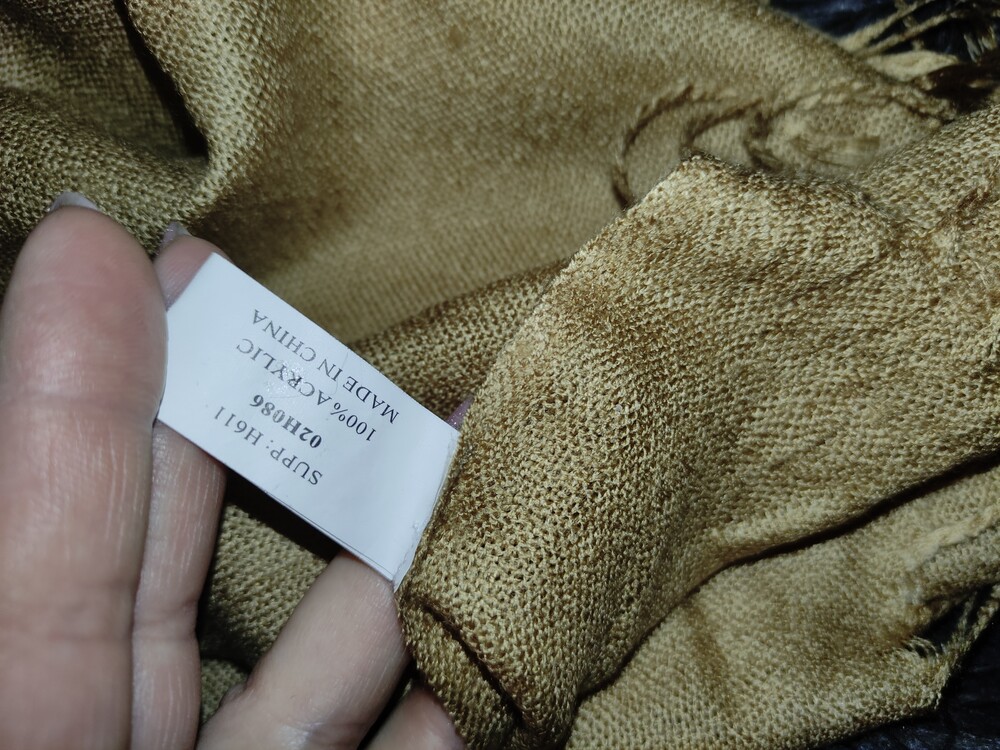 SUPP: H611
02H086
100% ACRYLIC
MADE IN CHINA